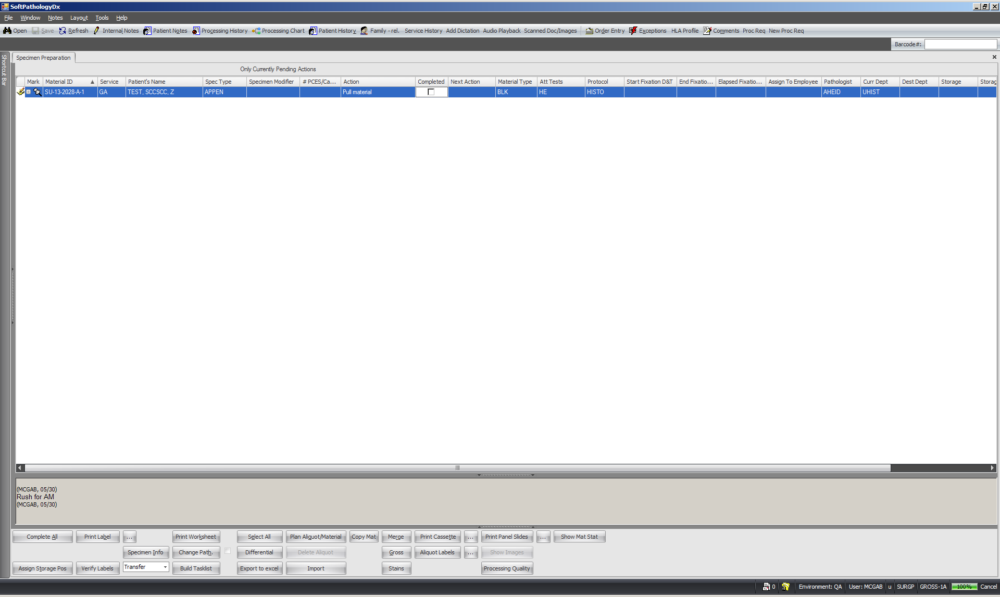 SoftPathologyDx
File Window Notes Layout Tools Help
Open Save Refresh Internal Notes Patient Notes Processing History Processing Chart Patient History Family - rel. Service History Add Dictation Audio Playback Scanned Doc/Images Order Entry Exceptions HLA Profile Comments Proc Req New Proc Req
Barcode#:
Shortcut Bar
Specimen Preparation
Only Currently Pending Actions
Mark Material ID Service Patient's Name Spec Type Specimen Modifier # PCES/Ca... Action Completed Next Action Material Type Att Tests Protocol Start Fixation D&T End Fixatio... Elapsed Fixatio... Assign To Employee Pathologist Curr Dept Dest Dept Storage Storag
SU-13-2028-A-1 GA TEST, SCCSCC, Z APPEN Pull material BLK HE HISTO AHEID UHIST
(MCGAB, 05/30)
Rush for AM
(MCGAB, 05/30)
Complete All Print Label ... Print Worksheet Select All Plan Aliquot/Material Copy Mat Merge Print Cassette ... Print Panel Slides ... Show Mat Stat
Specimen Info Change Path. Differential Delete Aliquot Gross Aliquot Labels ... Show Images
Assign Storage Pos Verify Labels Transfer Build Tasklist Export to excel Import Stains Processing Quality
0 Environment: QA User: MCGAB u SURGP GROSS-1A 100% Cancel